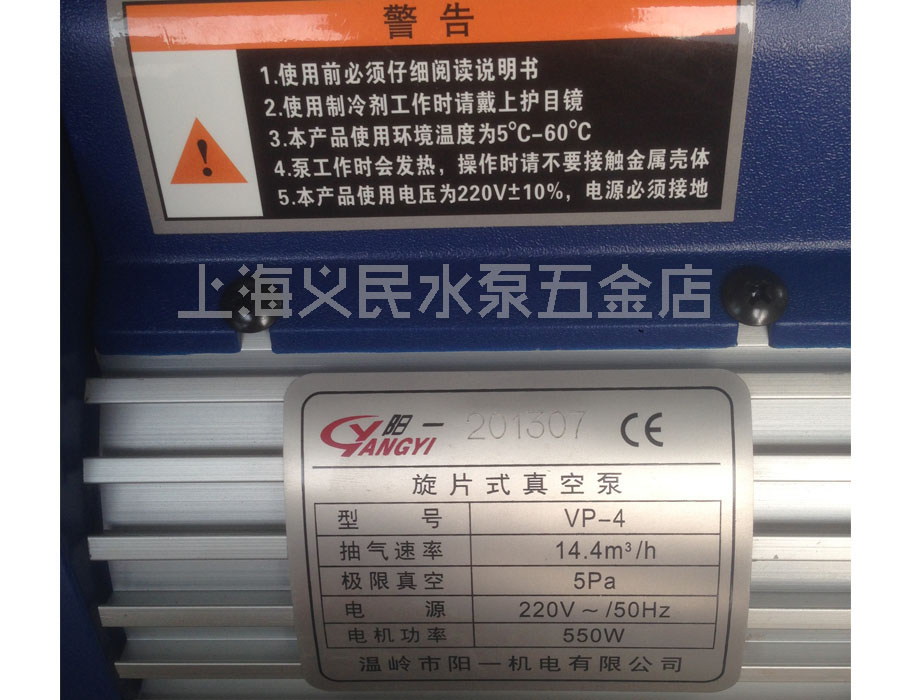 警告
1.使用前必须仔细阅读说明书
2.使用制冷剂工作时请戴上护目镜
3.本产品使用环境温度为5°C-60°C
4.泵工作时会发热，操作时请不要接触金属壳体
5.本产品使用电压为220V±10%，电源必须接地
上海义民水泵五金店
阳一 YANGYI 201307 CE
旋片式真空泵
型号 VP-4
抽气速率 14.4m³/h
极限真空 5Pa
电源 220V～/50Hz
电机功率 550W
温岭市阳一机电有限公司